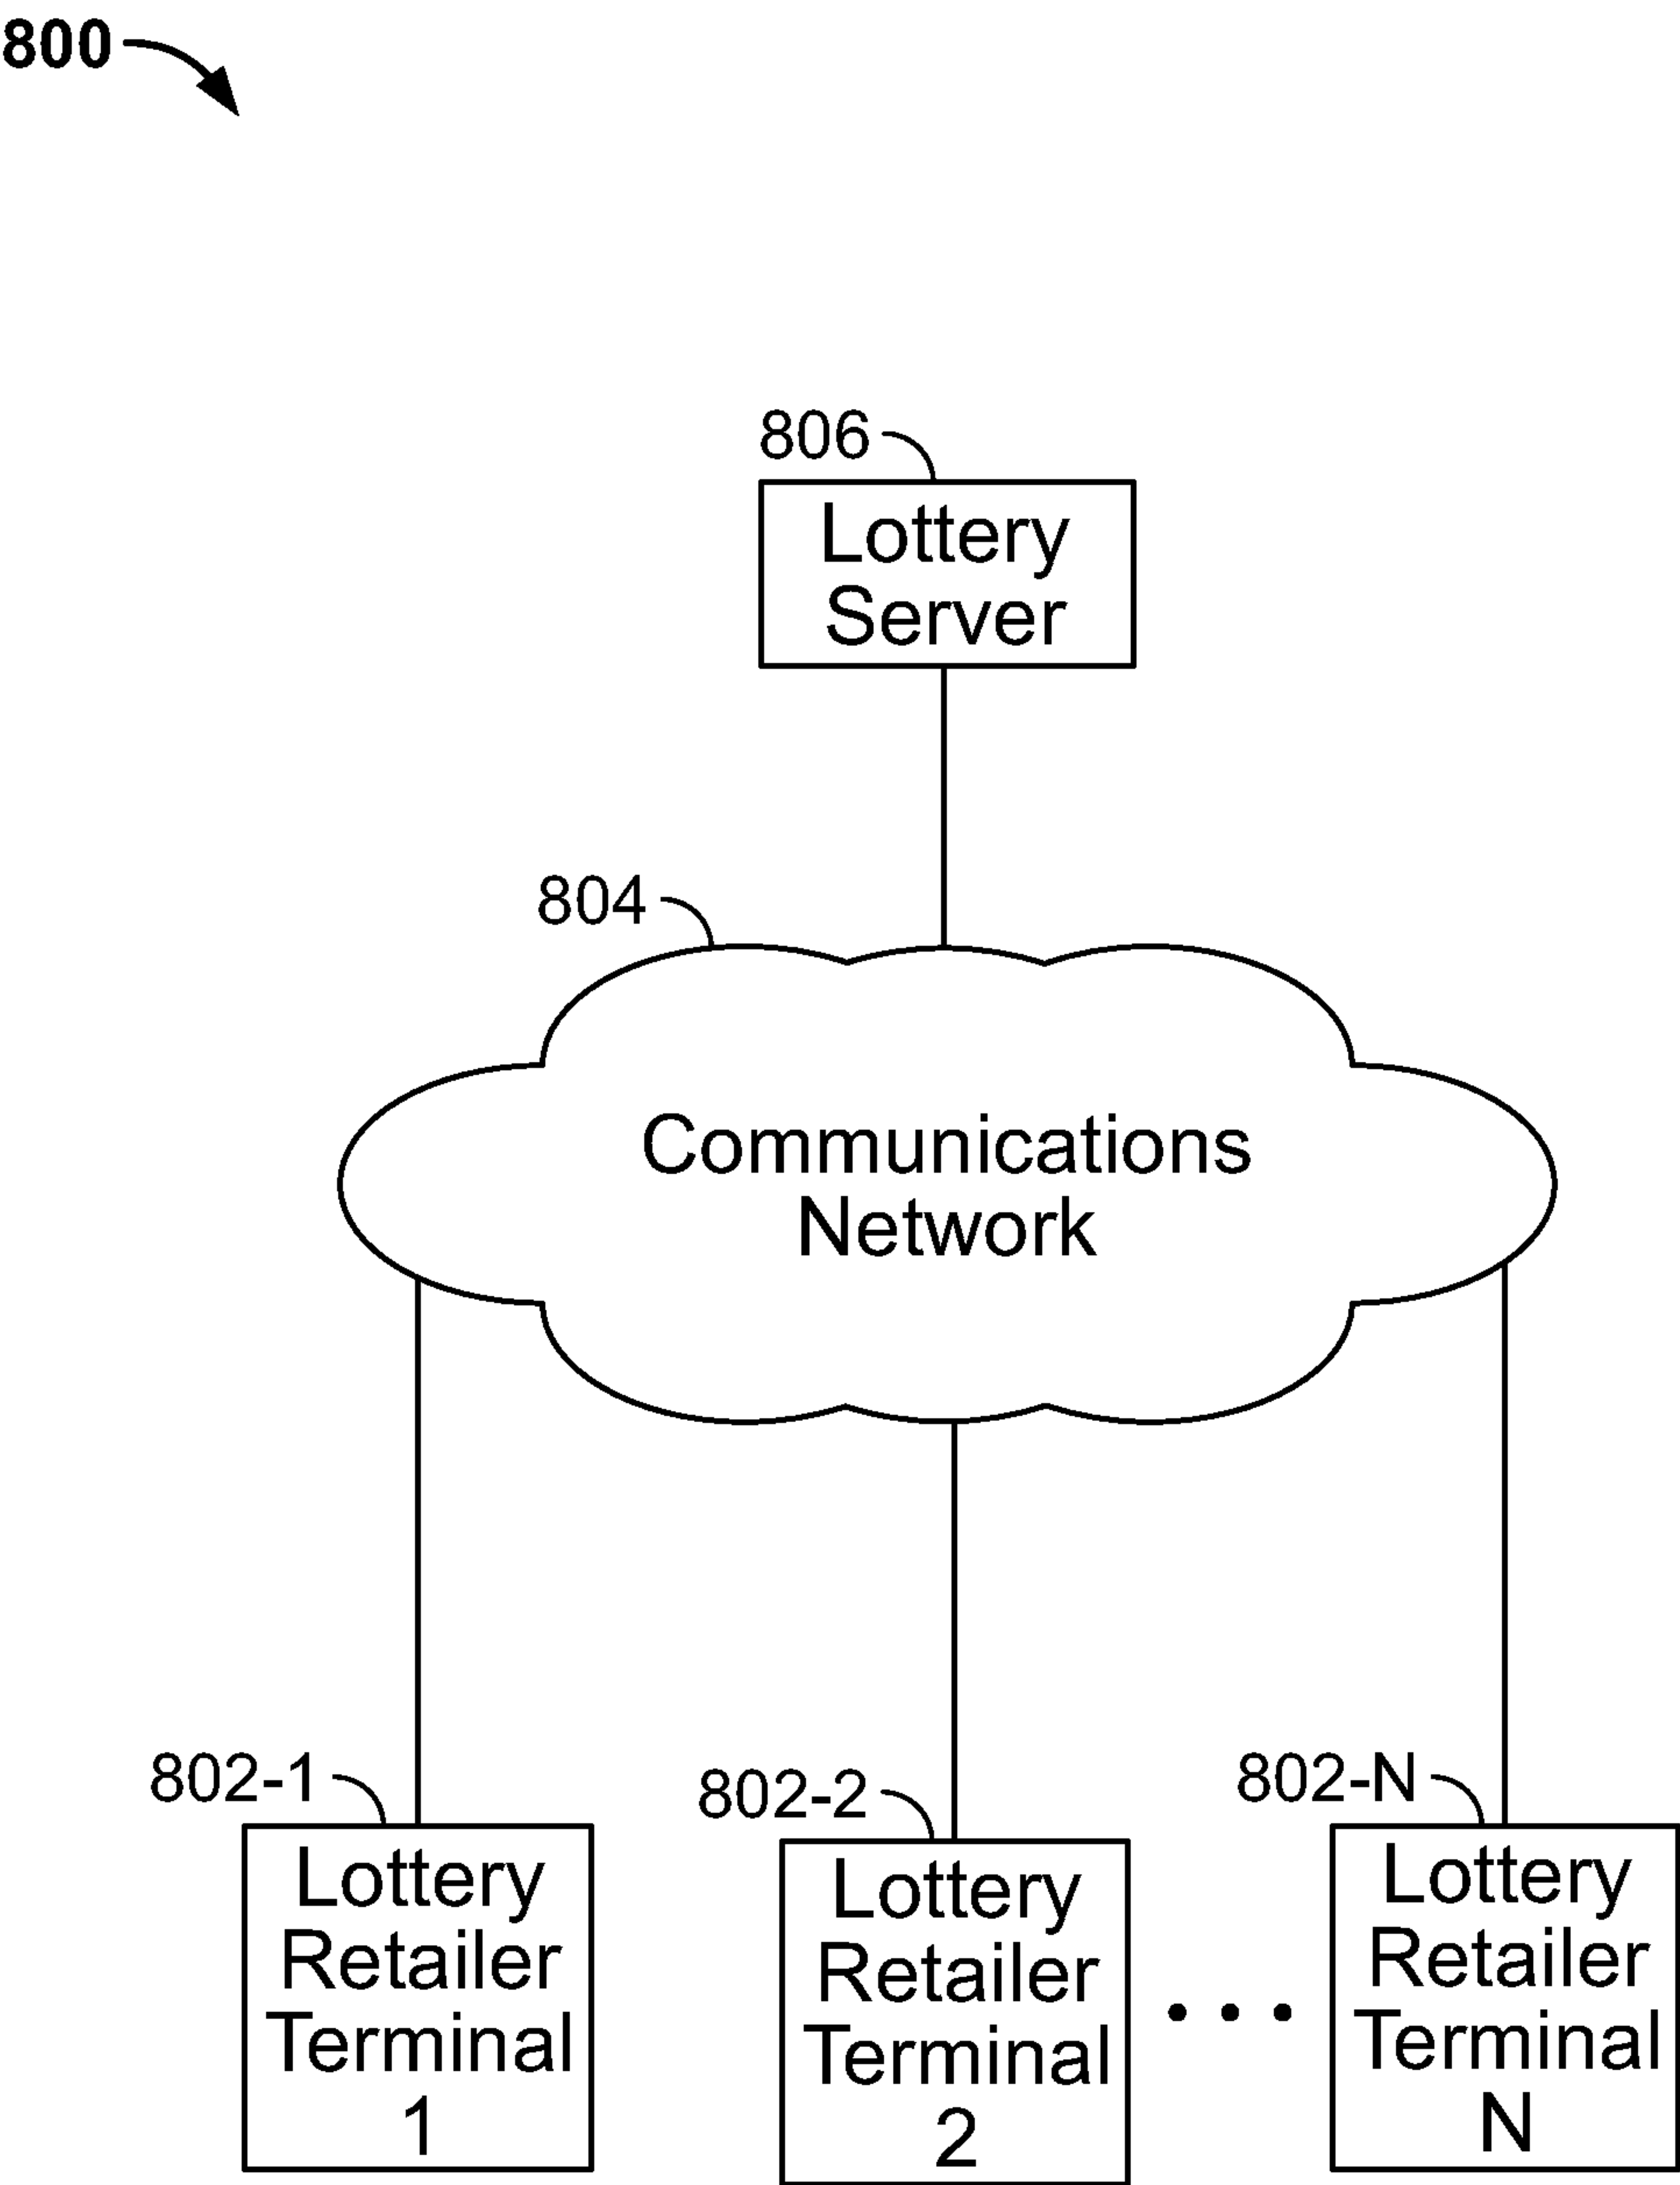 800
806
Lottery
Server
804
Communications
Network
802-1
Lottery
Retailer
Terminal
1
802-2
Lottery
Retailer
Terminal
2
802-N
Lottery
Retailer
Terminal
N